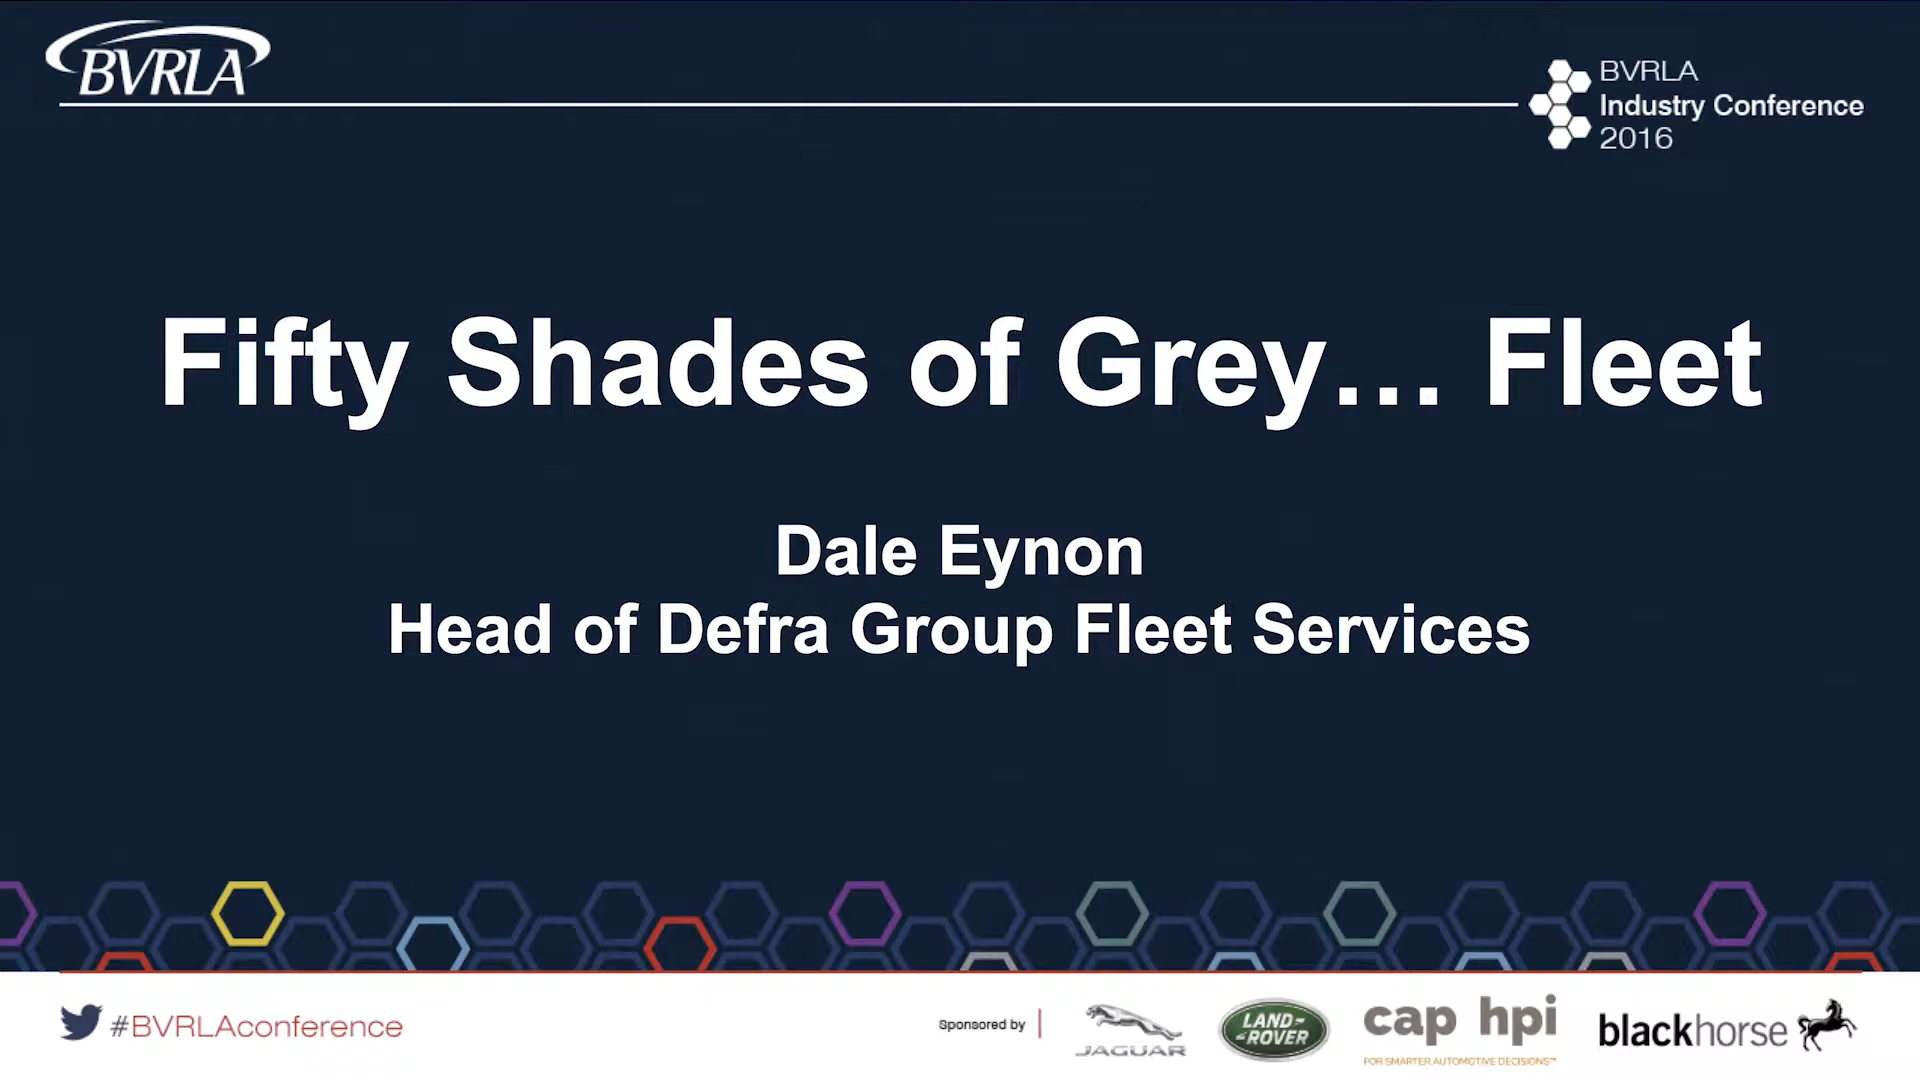 BVRLA
BVRLA
Industry Conference
2016
Fifty Shades of Grey… Fleet
Dale Eynon
Head of Defra Group Fleet Services
#BVRLAconference
Sponsored by
JAGUAR
LAND-
ROVER
cap hpi
FOR SMARTER AUTOMOTIVE DECISIONS™
blackhorse